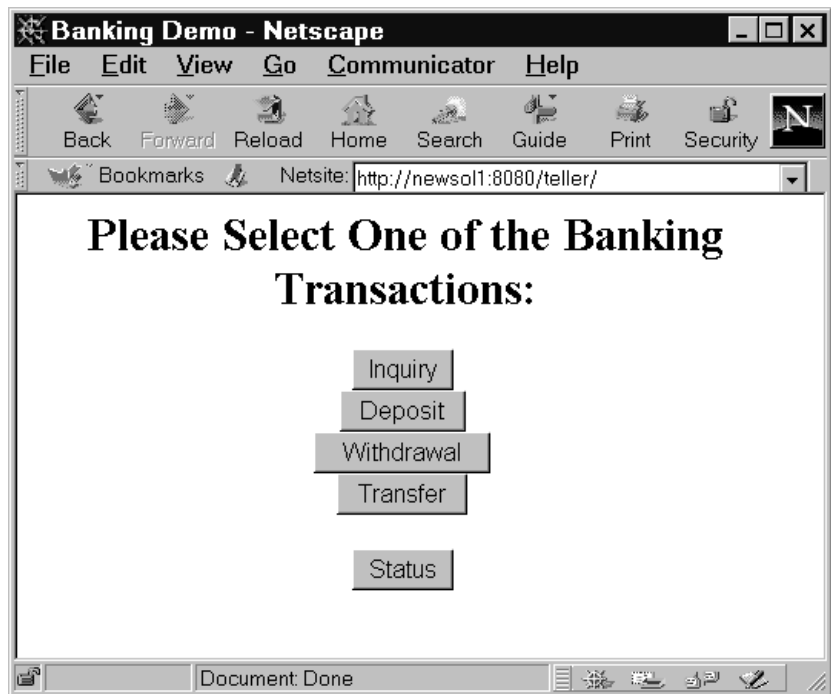 Banking Demo - Netscape
File Edit View Go Communicator Help
Back Forward Reload Home Search Guide Print Security N
Bookmarks Netsite: http://newsol1:8080/teller/
Please Select One of the Banking
Transactions:
Inquiry
Deposit
Withdrawal
Transfer
Status
Document: Done